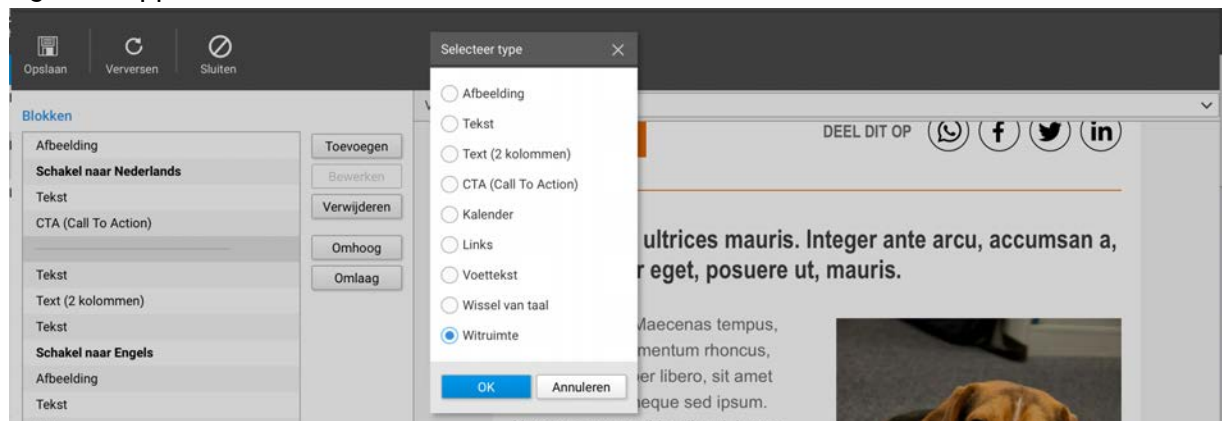 Opslaan
Verversen
Sluiten
Blokken
Afbeelding
Schakel naar Nederlands
Tekst
CTA (Call To Action)
Tekst
Text (2 kolommen)
Tekst
Schakel naar Engels
Afbeelding
Tekst
Toevoegen
Bewerken
Verwijderen
Omhoog
Omlaag
Selecteer type
Afbeelding
Tekst
Text (2 kolommen)
CTA (Call To Action)
Kalender
Links
Voettekst
Wissel van taal
Witruimte
OK
Annuleren
DEEL DIT OP
ultrices mauris. Integer ante arcu, accumsan a,
eget, posuere ut, mauris.
Maecenas tempus,
rhoncus,
libero, sit amet
sed ipsum.